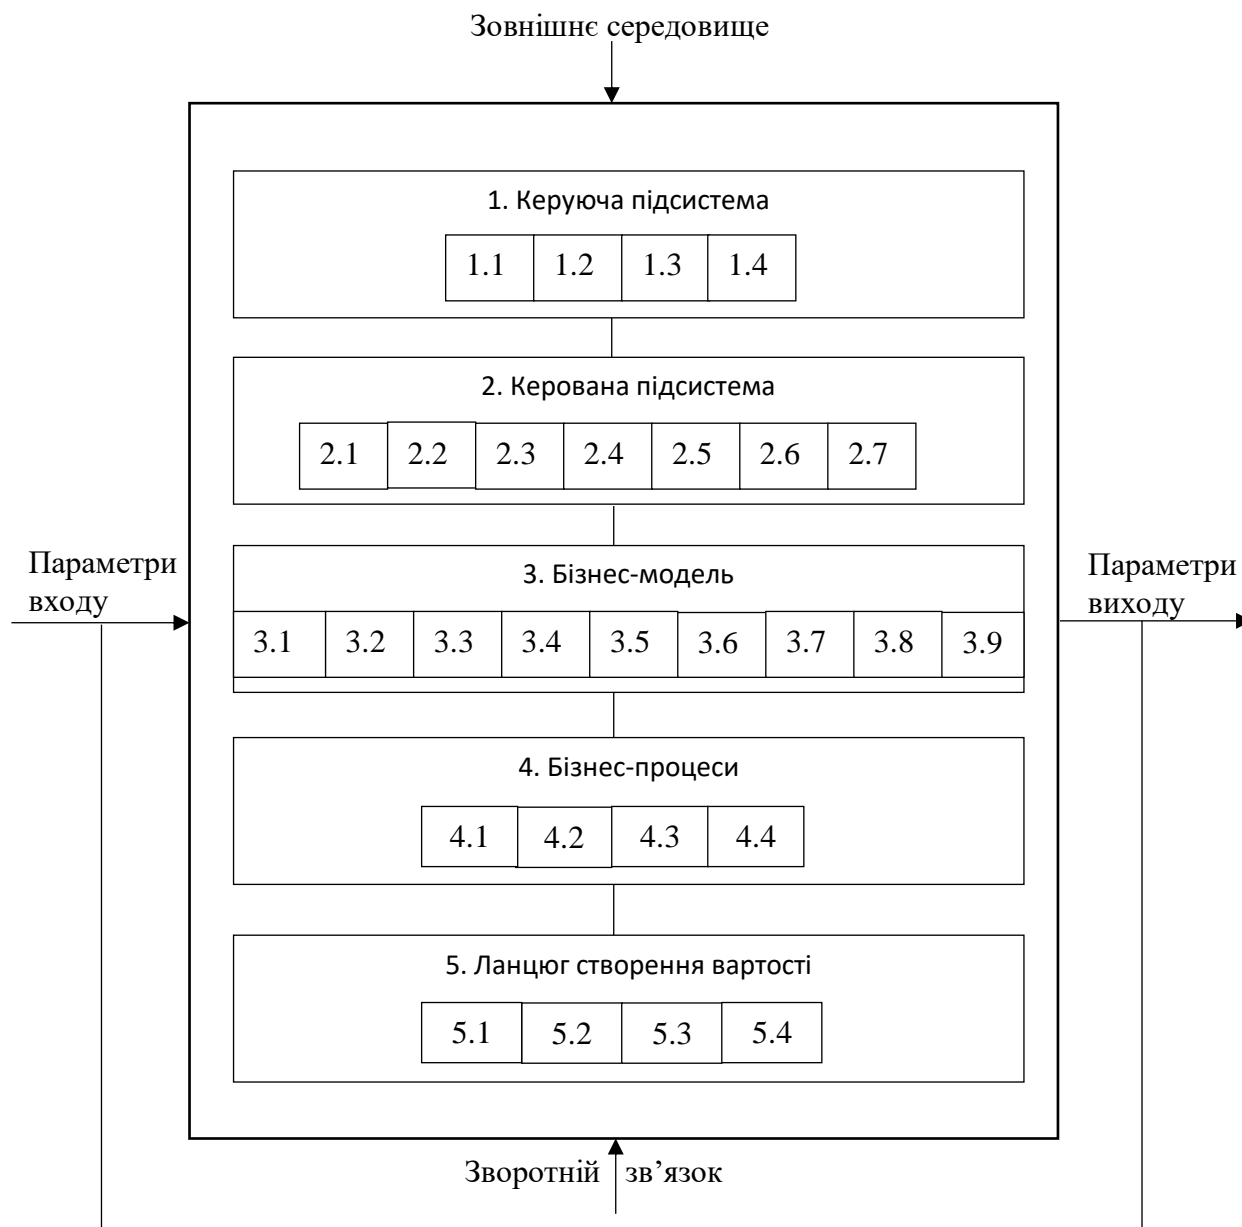 Зовнішнє середовище
1. Керуюча підсистема
1.1 1.2 1.3 1.4
2. Керована підсистема
2.1 2.2 2.3 2.4 2.5 2.6 2.7
Параметри
входу
3. Бізнес-модель
3.1 3.2 3.3 3.4 3.5 3.6 3.7 3.8 3.9
Параметри
виходу
4. Бізнес-процеси
4.1 4.2 4.3 4.4
5. Ланцюг створення вартості
5.1 5.2 5.3 5.4
Зворотній зв’язок